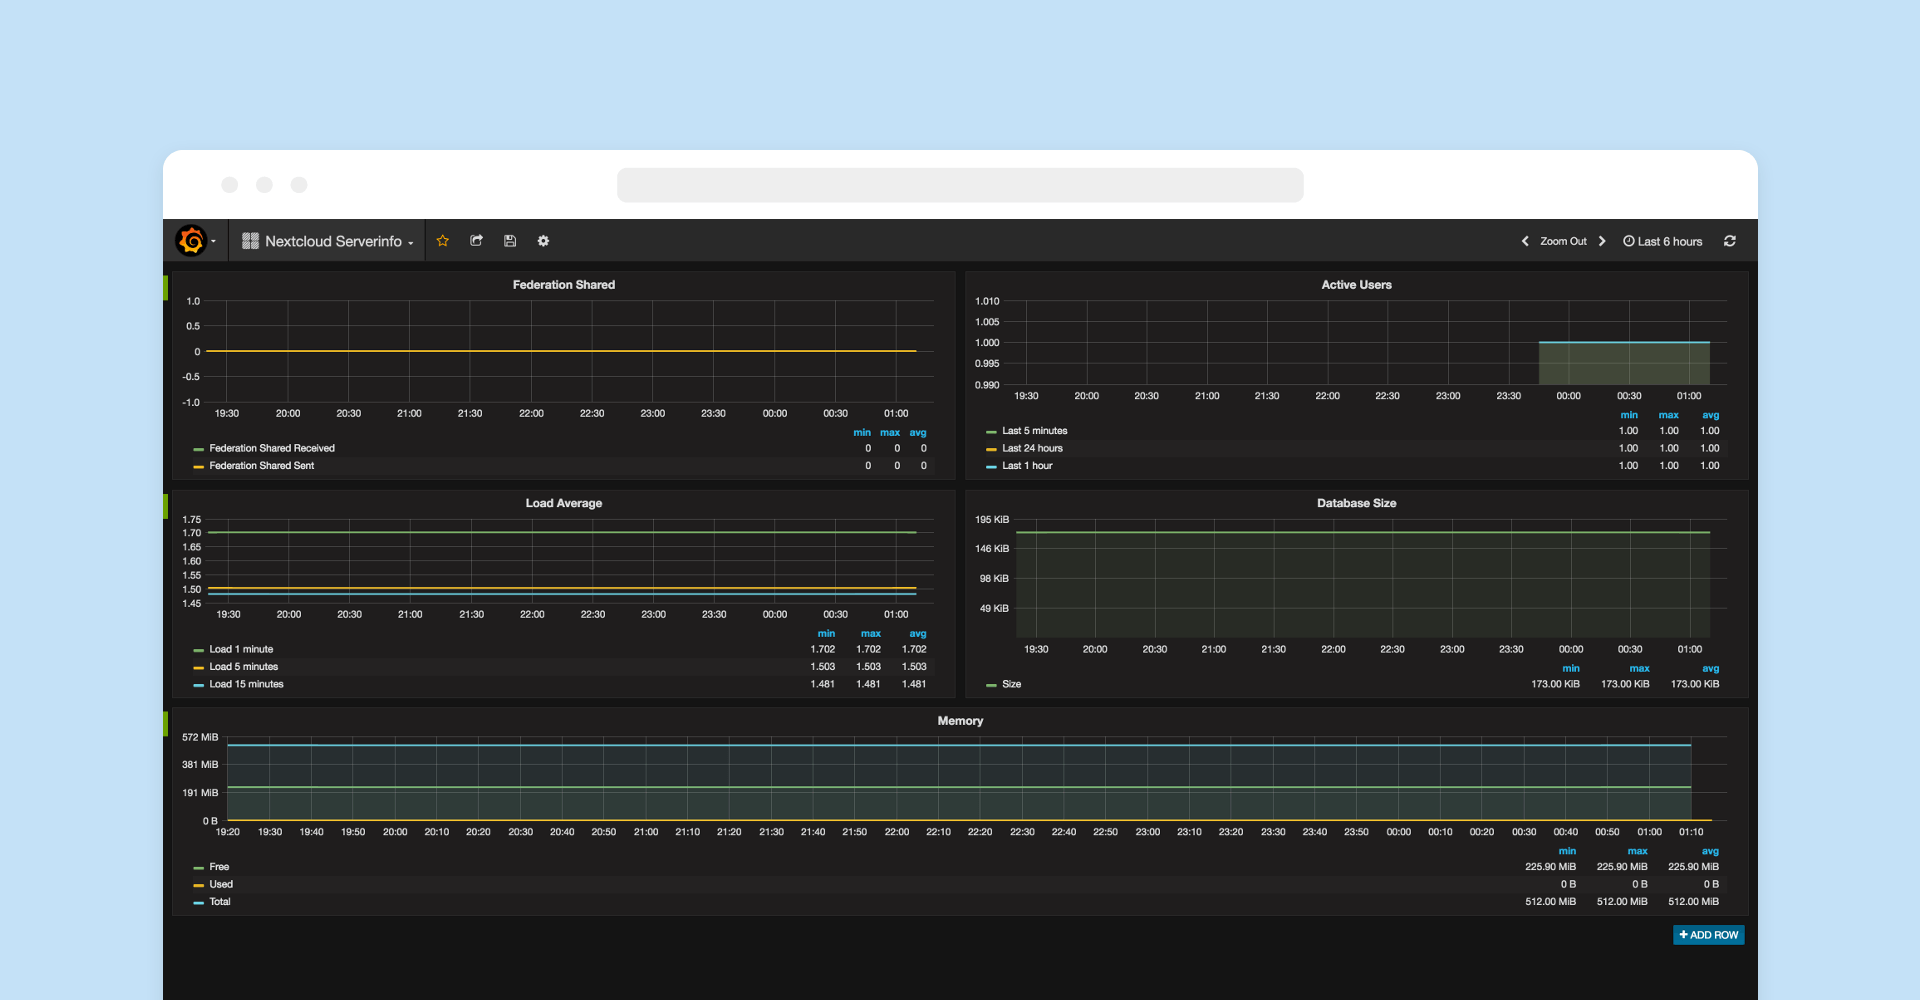 Nextcloud Serverinfo
Zoom Out
Last 6 hours
Federation Shared
1.0
0.5
0
-0.5
-1.0
19:30 20:00 20:30 21:00 21:30 22:00 22:30 23:00 23:30 00:00 00:30 01:00
min max avg
Federation Shared Received 0 0 0
Federation Shared Sent 0 0 0
Active Users
1.010
1.005
1.000
0.995
0.990
19:30 20:00 20:30 21:00 21:30 22:00 22:30 23:00 23:30 00:00 00:30 01:00
min max avg
Last 5 minutes 1.00 1.00 1.00
Last 24 hours 1.00 1.00 1.00
Last 1 hour 1.00 1.00 1.00
Load Average
1.75
1.70
1.65
1.60
1.55
1.50
1.45
19:30 20:00 20:30 21:00 21:30 22:00 22:30 23:00 23:30 00:00 00:30 01:00
min max avg
Load 1 minute 1.702 1.702 1.702
Load 5 minutes 1.503 1.503 1.503
Load 15 minutes 1.481 1.481 1.481
Database Size
195 KiB
146 KiB
98 KiB
49 KiB
19:30 20:00 20:30 21:00 21:30 22:00 22:30 23:00 23:30 00:00 00:30 01:00
min max avg
Size 173.00 KiB 173.00 KiB 173.00 KiB
Memory
572 MiB
381 MiB
191 MiB
0 B
19:20 19:30 19:40 19:50 20:00 20:10 20:20 20:30 20:40 20:50 21:00 21:10 21:20 21:30 21:40 21:50 22:00 22:10 22:20 22:30 22:40 22:50 23:00 23:10 23:20 23:30 23:40 23:50 00:00 00:10 00:20 00:30 00:40 00:50 01:00 01:10
min max avg
Free 225.90 MiB 225.90 MiB 225.90 MiB
Used 0 B 0 B 0 B
Total 512.00 MiB 512.00 MiB 512.00 MiB
+ ADD ROW